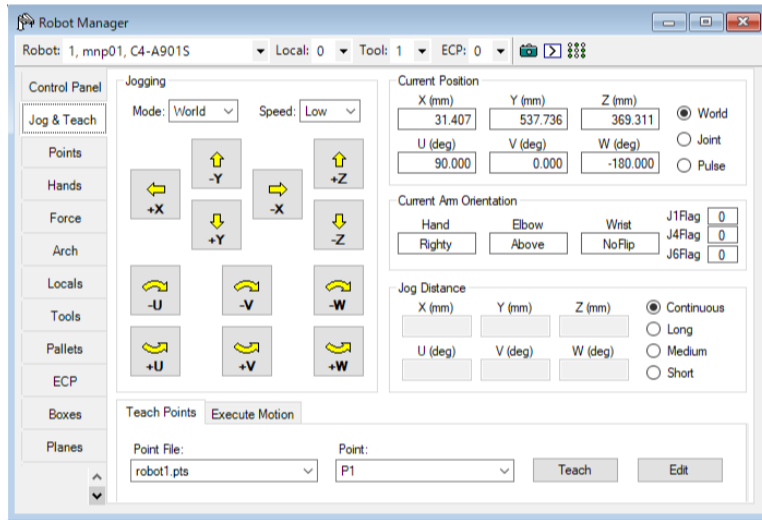 Robot Manager
Robot: 1, mnp01, C4-A901S Local: 0 Tool: 1 ECP: 0
Control Panel
Jog & Teach
Points
Hands
Force
Arch
Locals
Tools
Pallets
ECP
Boxes
Planes
Jogging
Mode: World Speed: Low
-Y +Z
+X -X
+Y -Z
-U -V -W
+U +V +W
Current Position
X (mm) Y (mm) Z (mm)
31.407 537.736 369.311
U (deg) V (deg) W (deg)
90.000 0.000 -180.000
World
Joint
Pulse
Current Arm Orientation
Hand Elbow Wrist
Righty Above NoFlip
J1Flag 0
J4Flag 0
J6Flag 0
Jog Distance
X (mm) Y (mm) Z (mm)
U (deg) V (deg) W (deg)
Continuous
Long
Medium
Short
Teach Points Execute Motion
Point File: Point:
robot1.pts P1 Teach Edit